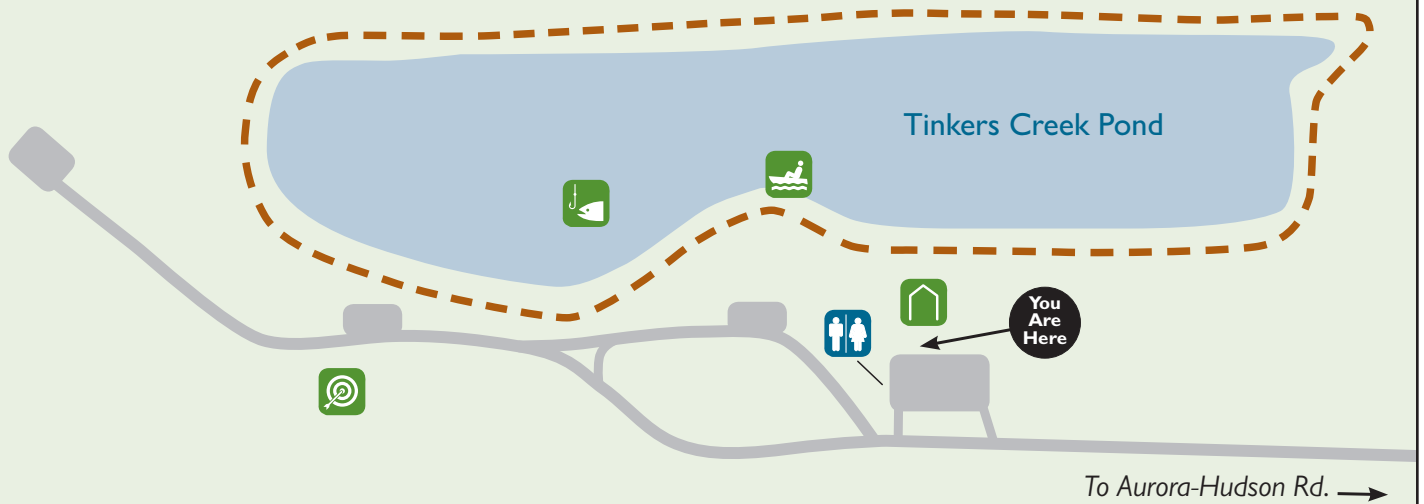 Tinkers Creek Pond
You
Are
Here
To Aurora-Hudson Rd.